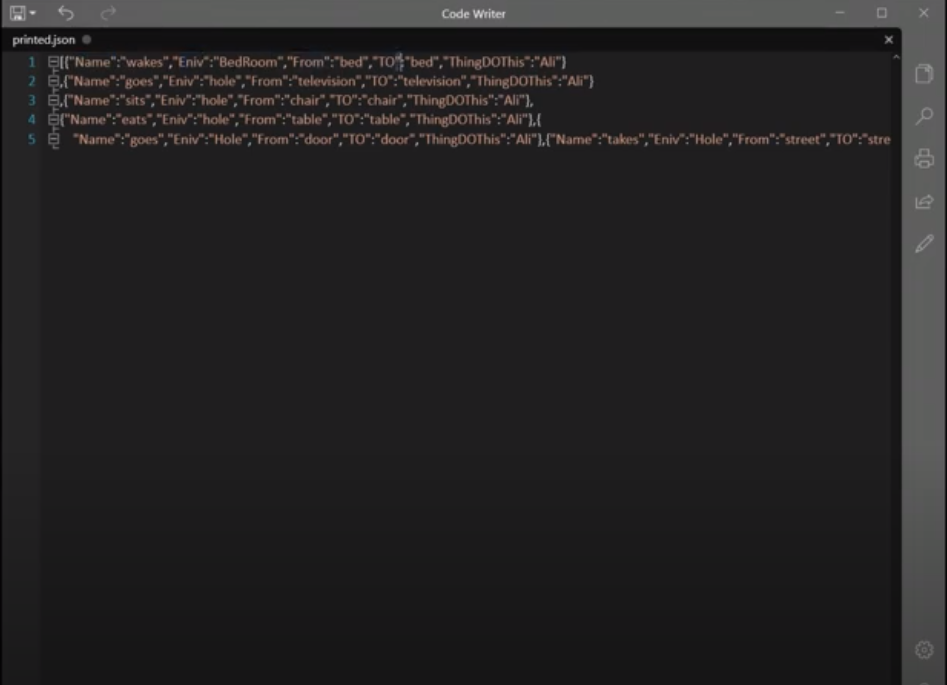 Code Writer
printed.json
1 [{"Name":"wakes","Eniv":"BedRoom","From":"bed","TO":"bed","ThingDOThis":"Ali"}
2 ,{"Name":"goes","Eniv":"hole","From":"television","TO":"television","ThingDOThis":"Ali"}
3 ,{"Name":"sits","Eniv":"hole","From":"chair","TO":"chair","ThingDOThis":"Ali"},
4 {"Name":"eats","Eniv":"hole","From":"table","TO":"table","ThingDOThis":"Ali"},{
5 "Name":"goes","Eniv":"Hole","From":"door","TO":"door","ThingDOThis":"Ali"},{"Name":"takes","Eniv":"Hole","From":"street","TO":"stre